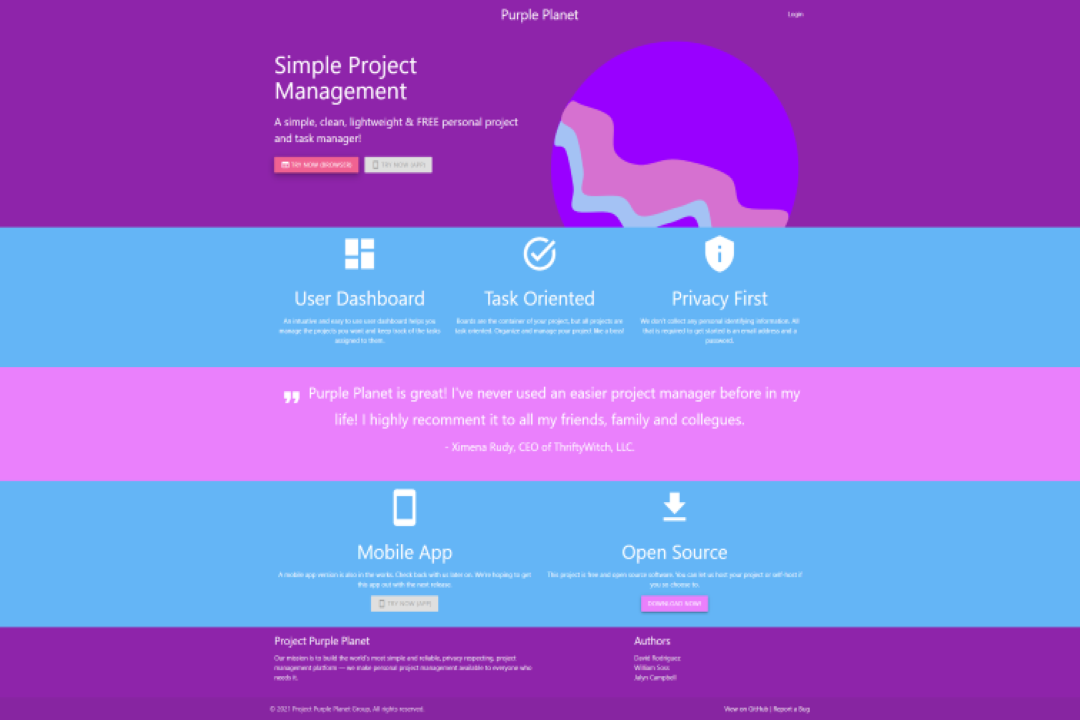 Purple Planet
Login
Simple Project
Management
A simple, clean, lightweight & FREE personal project
and task manager!
TRY NOW (BROWSER)
TRY NOW (APP)
User Dashboard
An intuative and easy to use user dashboard helps you
manage the projects you want and keep track of the tasks
assigned to them.
Task Oriented
Boards are the container of your project, but all projects are
task oriented. Organize and manage your project like a boss!
Privacy First
We don't collect any personal identifying information. All
that is required to get started is an email address and a
password.
Purple Planet is great! I've never used an easier project manager before in my
life! I highly recomment it to all my friends, family and collegues.
- Ximena Rudy, CEO of ThriftyWitch, LLC.
Mobile App
A mobile app version is also in the works. Check back with us later on. We're hoping to get
this app out with the next release.
TRY NOW (APP)
Open Source
This project is free and open source software. You can let us host your project or self-host if
you so choose to.
DOWNLOAD NOW!
Project Purple Planet
Our mission is to build the world's most simple and reliable, privacy respecting, project
management platform — we make personal project management available to everyone who
needs it.
Authors
David Rodriguez
William Sosa
Jalyn Campbell
© 2021 Project Purple Planet Group, All rights reserved.
View on GitHub | Report a Bug